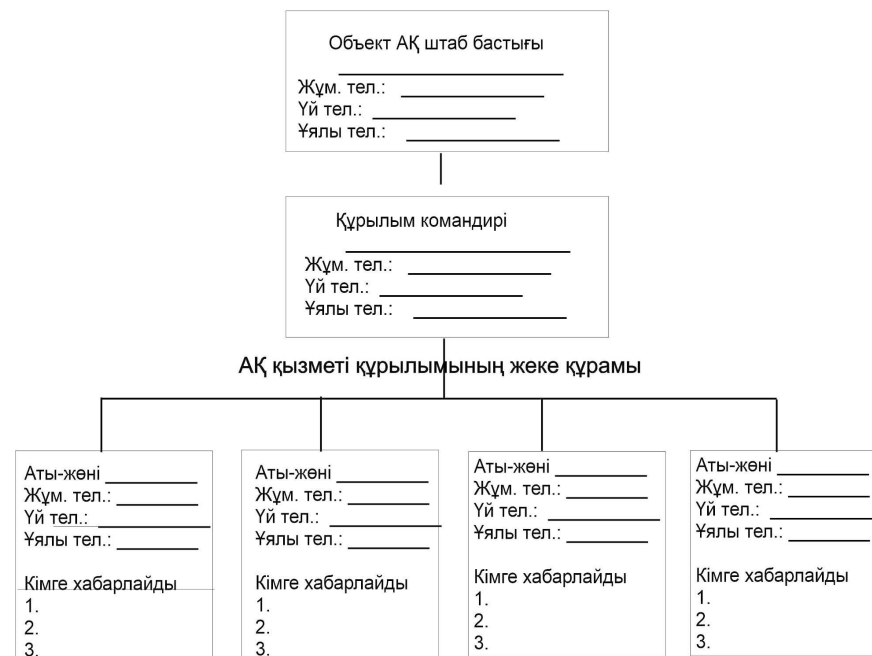 Объект АҚ штаб бастығы
Жұм. тел.:
Үй тел.:
Ұялы тел.:
Құрылым командирі
Жұм. тел.:
Үй тел.:
Ұялы тел.:
АҚ қызметі құрылымының жеке құрамы
Аты-жөні
Жұм. тел.:
Үй тел.:
Ұялы тел.:
Кімге хабарлайды
1.
2.
3.
Аты-жөні
Жұм. тел.:
Үй тел.:
Ұялы тел.:
Кімге хабарлайды
1.
2.
3.
Аты-жөні
Жұм. тел.:
Үй тел.:
Ұялы тел.:
Кімге хабарлайды
1.
2.
3.
Аты-жөні
Жұм. тел.:
Үй тел.:
Ұялы тел.:
Кімге хабарлайды
1.
2.
3.